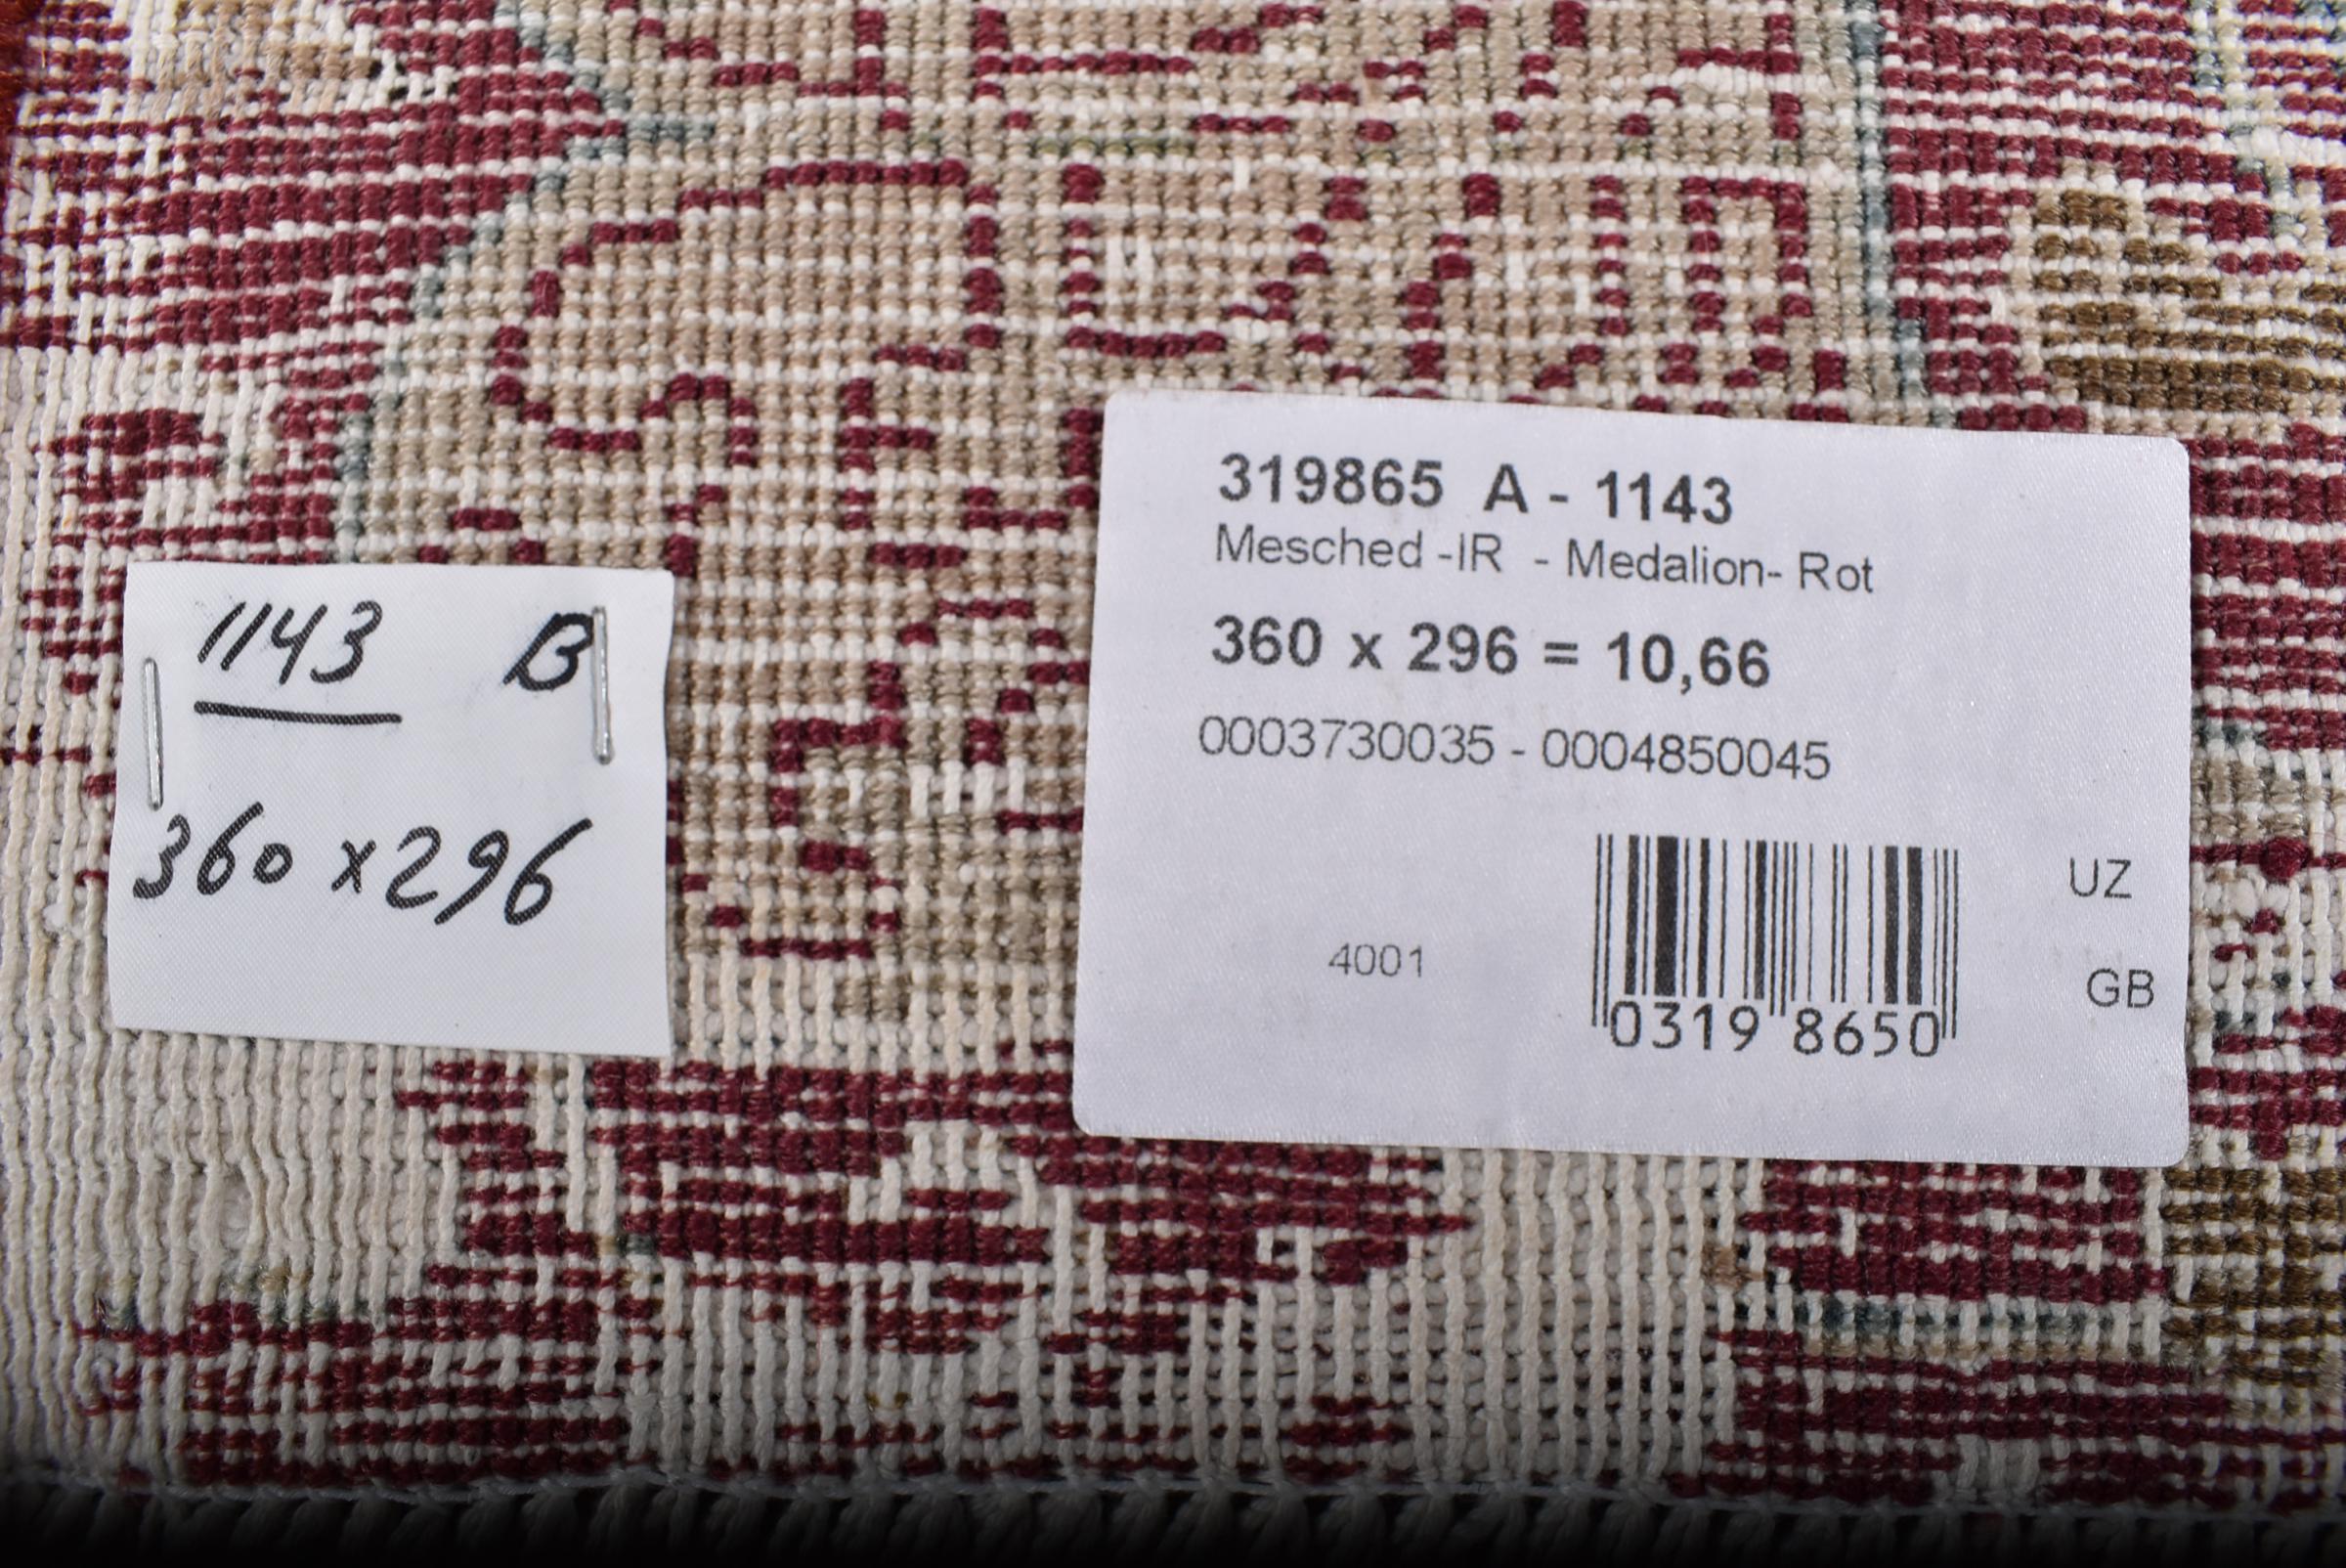 1143 B
360 x 296
319865 A - 1143
Mesched -IR - Medalion- Rot
360 x 296 = 10,66
0003730035 - 0004850045
UZ
4001
GB
0319 8650